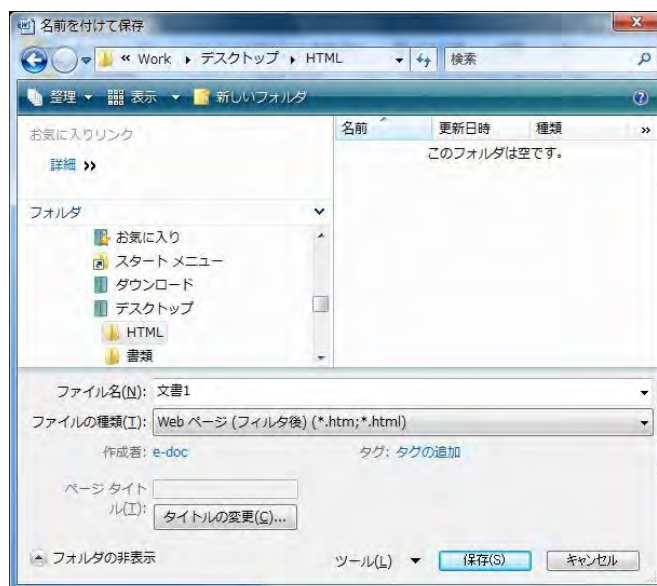 名前を付けて保存
« Work ▸ デスクトップ ▸ HTML
検索
整理 表示 新しいフォルダ
お気に入りリンク
詳細 »
名前 更新日時 種類 »
このフォルダは空です。
フォルダ
お気に入り
スタート メニュー
ダウンロード
デスクトップ
HTML
書類
ファイル名(N): 文書1
ファイルの種類(T): Web ページ (フィルタ後) (*.htm;*.html)
作成者: e-doc タグ: タグの追加
ページ タイト
ル(I):
タイトルの変更(C)...
フォルダの非表示
ツール(L) 保存(S) キャンセル